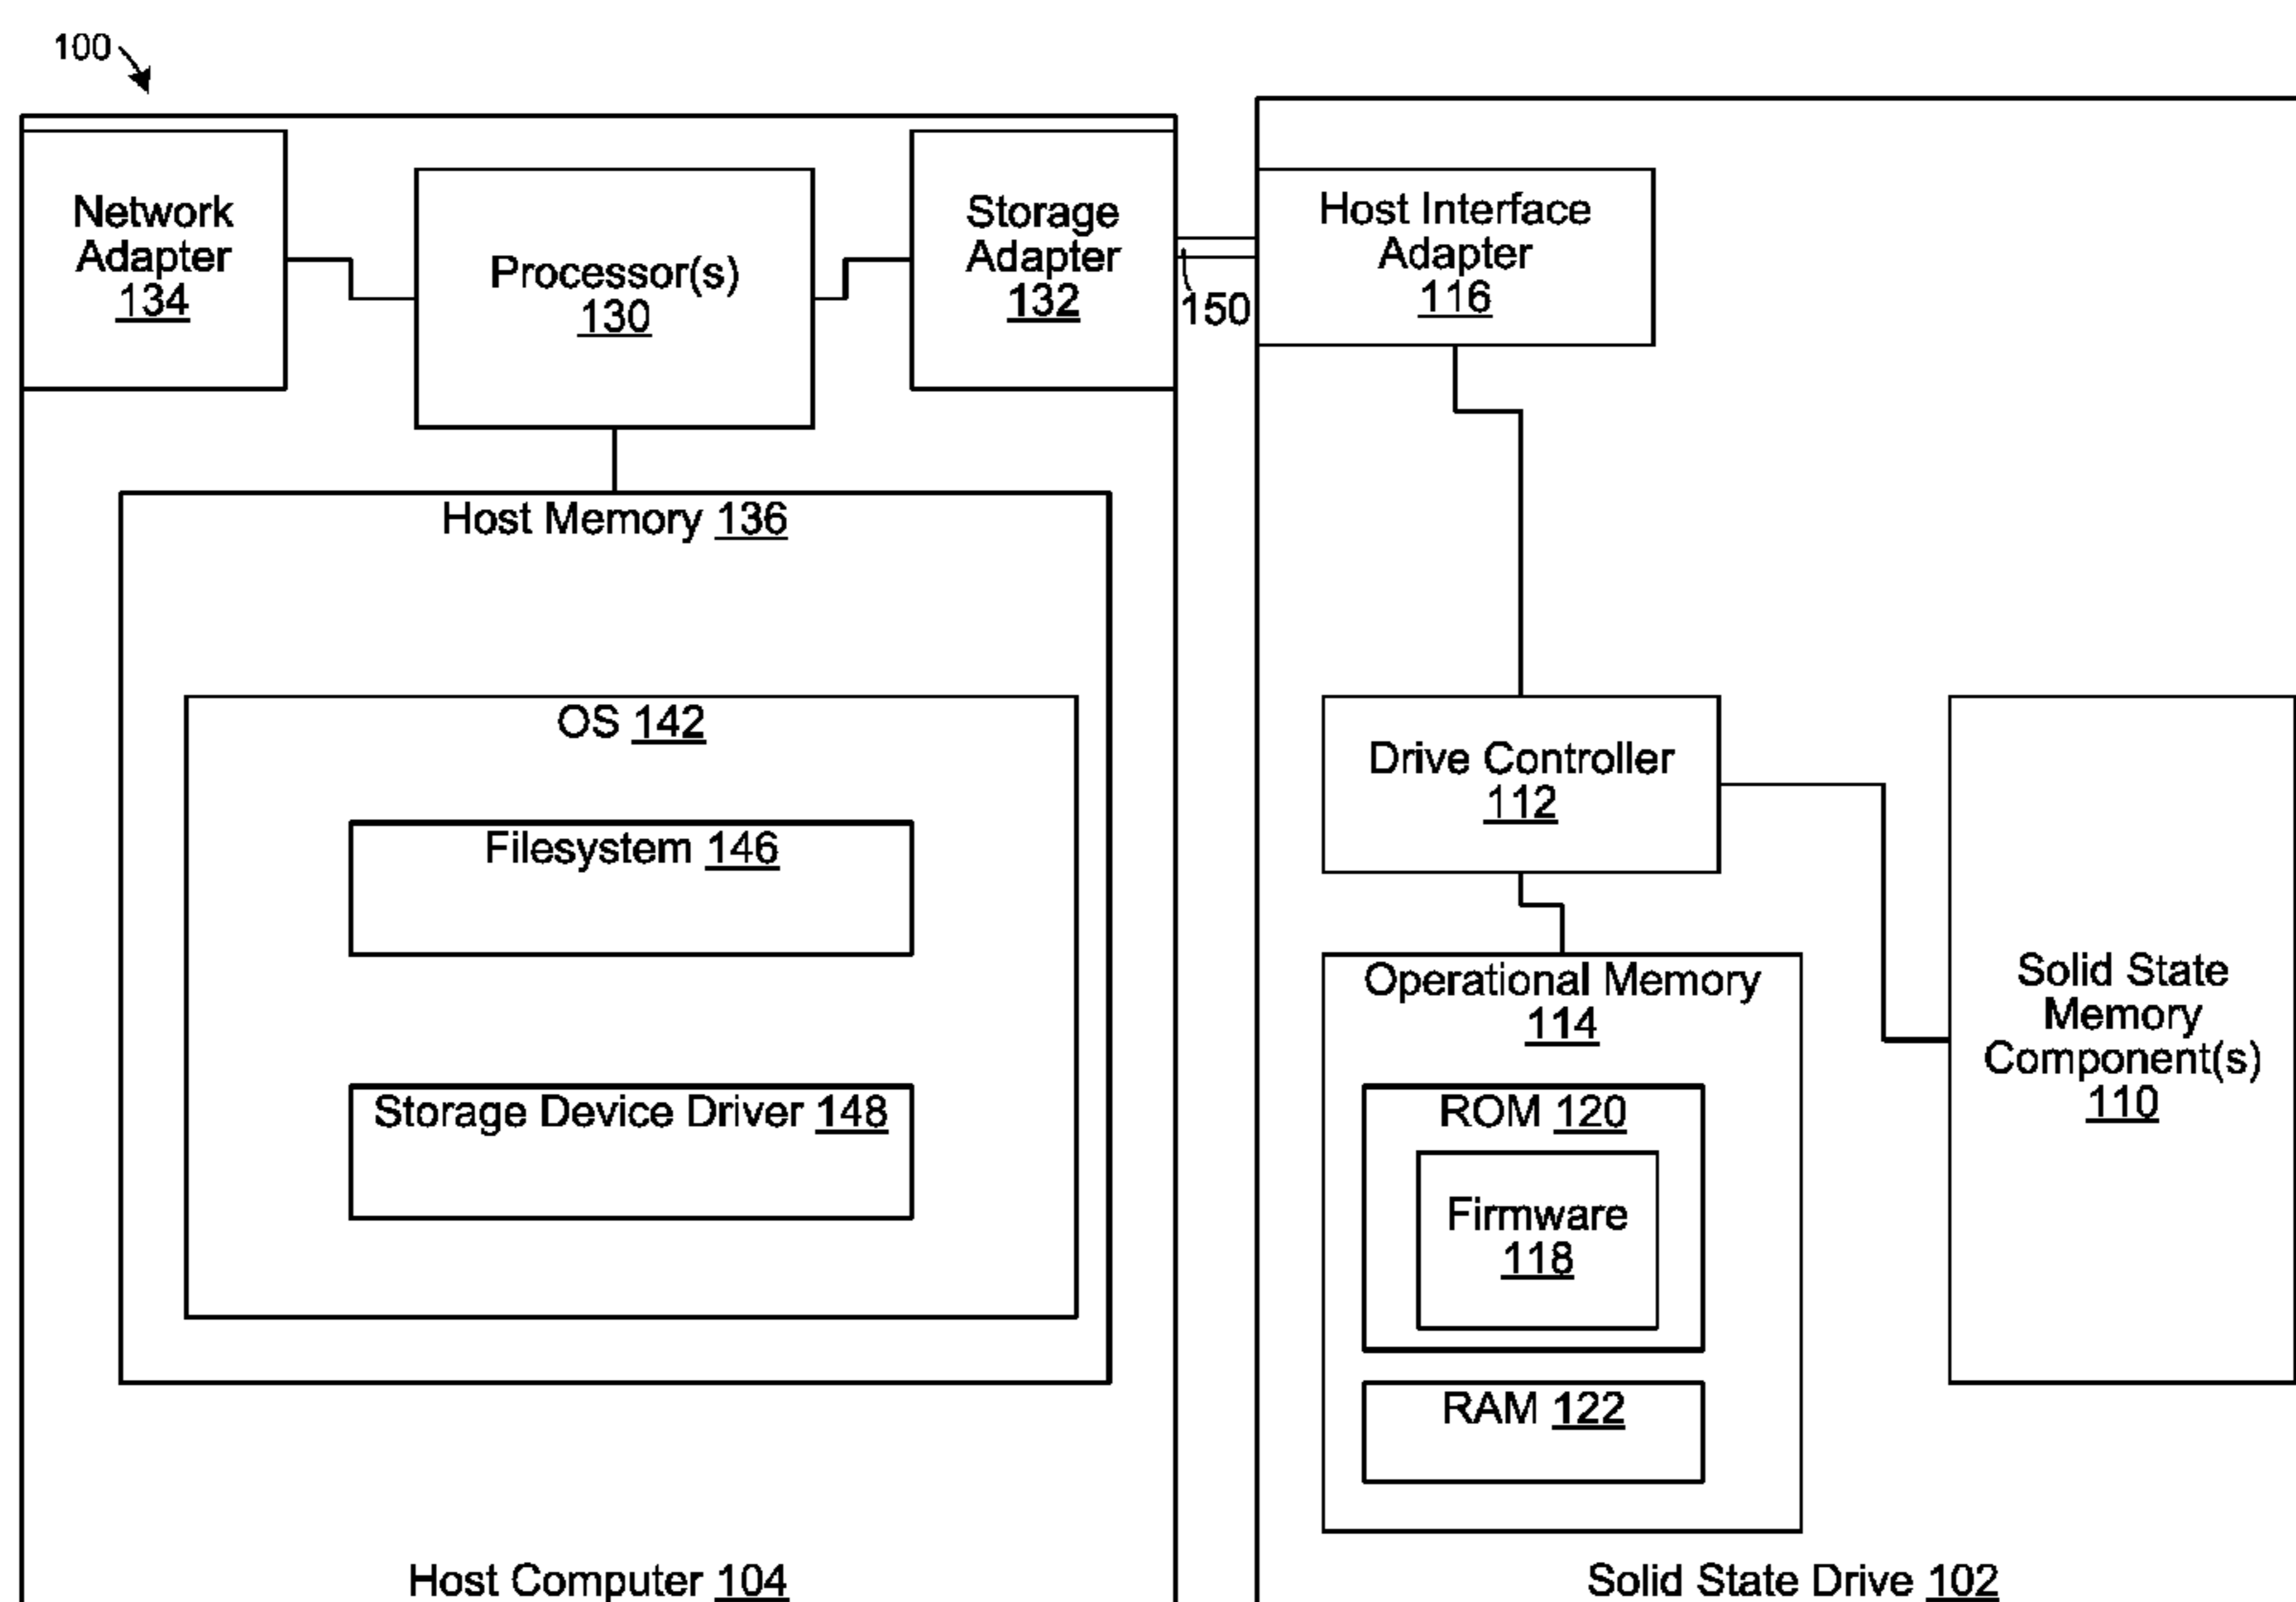 100
Network
Adapter
134
Processor(s)
130
Storage
Adapter
132
150
Host Interface
Adapter
116
Host Memory 136
OS 142
Filesystem 146
Storage Device Driver 148
Host Computer 104
Drive Controller
112
Operational Memory
114
ROM 120
Firmware
118
RAM 122
Solid State
Memory
Component(s)
110
Solid State Drive 102